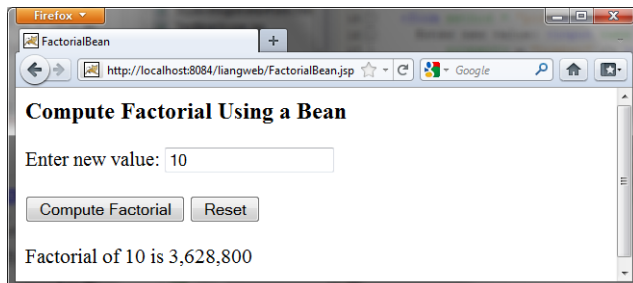 Firefox
FactorialBean
http://localhost:8084/liangweb/FactorialBean.jsp
Google
Compute Factorial Using a Bean
Enter new value: 10
Compute Factorial Reset
Factorial of 10 is 3,628,800